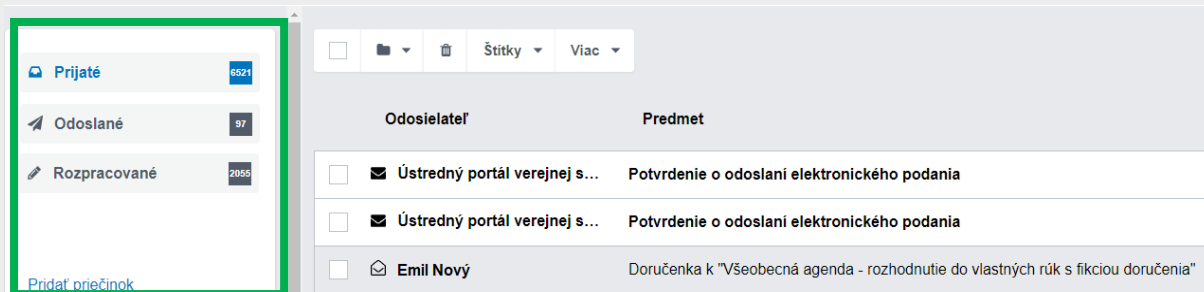 Prijaté 6521
Odoslané 97
Rozpracované 2055
Pridať priečinok
Štítky Viac
Odosielateľ Predmet
Ústredný portál verejnej s... Potvrdenie o odoslaní elektronického podania
Ústredný portál verejnej s... Potvrdenie o odoslaní elektronického podania
Emil Nový Doručenka k "Všeobecná agenda - rozhodnutie do vlastných rúk s fikciou doručenia"